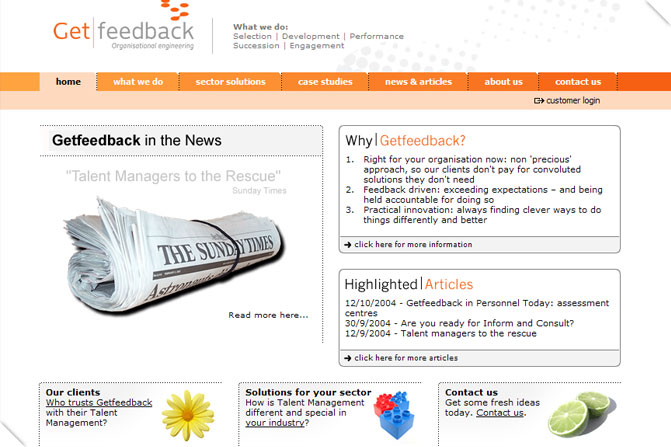 Get|feedback
Organisational engineering
What we do:
Selection | Development | Performance
Succession | Engagement
home
what we do
sector solutions
case studies
news & articles
about us
contact us
customer login
Getfeedback in the News
"Talent Managers to the Rescue"
Sunday Times
THE SUNDAY TIMES
Read more here...
Why|Getfeedback?
1. Right for your organisation now: non 'precious'
approach, so our clients don't pay for convoluted
solutions they don't need
2. Feedback driven: exceeding expectations – and being
held accountable for doing so
3. Practical innovation: always finding clever ways to do
things differently and better
click here for more information
Highlighted|Articles
12/10/2004 - Getfeedback in Personnel Today: assessment
centres
30/9/2004 - Are you ready for Inform and Consult?
12/9/2004 - Talent managers to the rescue
click here for more articles
Our clients
Who trusts Getfeedback
with their Talent
Management?
Solutions for your sector
How is Talent Management
different and special in
your industry?
Contact us
Get some fresh ideas
today. Contact us.